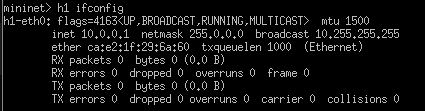 mininet> h1 ifconfig
h1-eth0: flags=4163<UP,BROADCAST,RUNNING,MULTICAST>  mtu 1500
        inet 10.0.0.1  netmask 255.0.0.0  broadcast 10.255.255.255
        ether ca:e2:1f:29:6a:60  txqueuelen 1000  (Ethernet)
        RX packets 0  bytes 0 (0.0 B)
        RX errors 0  dropped 0  overruns 0  frame 0
        TX packets 0  bytes 0 (0.0 B)
        TX errors 0  dropped 0 overruns 0  carrier 0  collisions 0